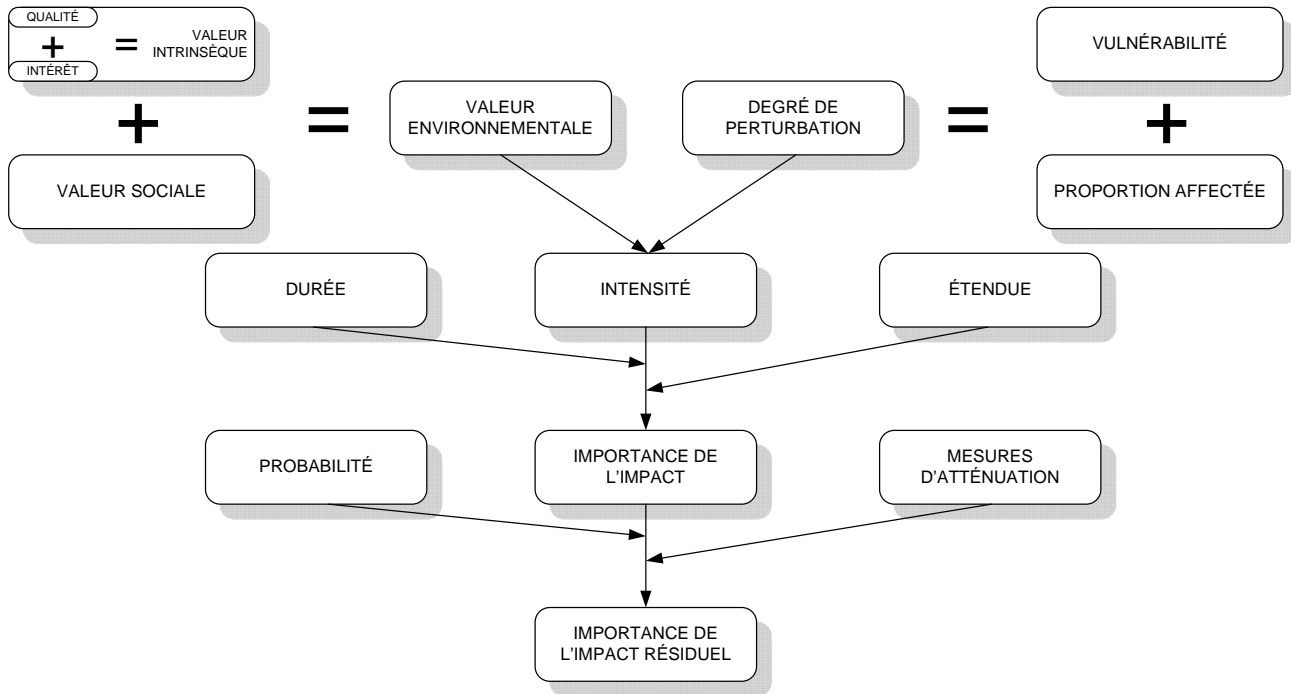 QUALITÉ
+
INTÉRÊT
=
VALEUR
INTRINSÈQUE
+
VALEUR SOCIALE
=
VALEUR
ENVIRONNEMENTALE
DEGRÉ DE
PERTURBATION
=
VULNÉRABILITÉ
+
PROPORTION AFFECTÉE
DURÉE
INTENSITÉ
ÉTENDUE
PROBABILITÉ
IMPORTANCE DE
L'IMPACT
MESURES
D'ATTÉNUATION
IMPORTANCE DE
L'IMPACT RÉSIDUEL